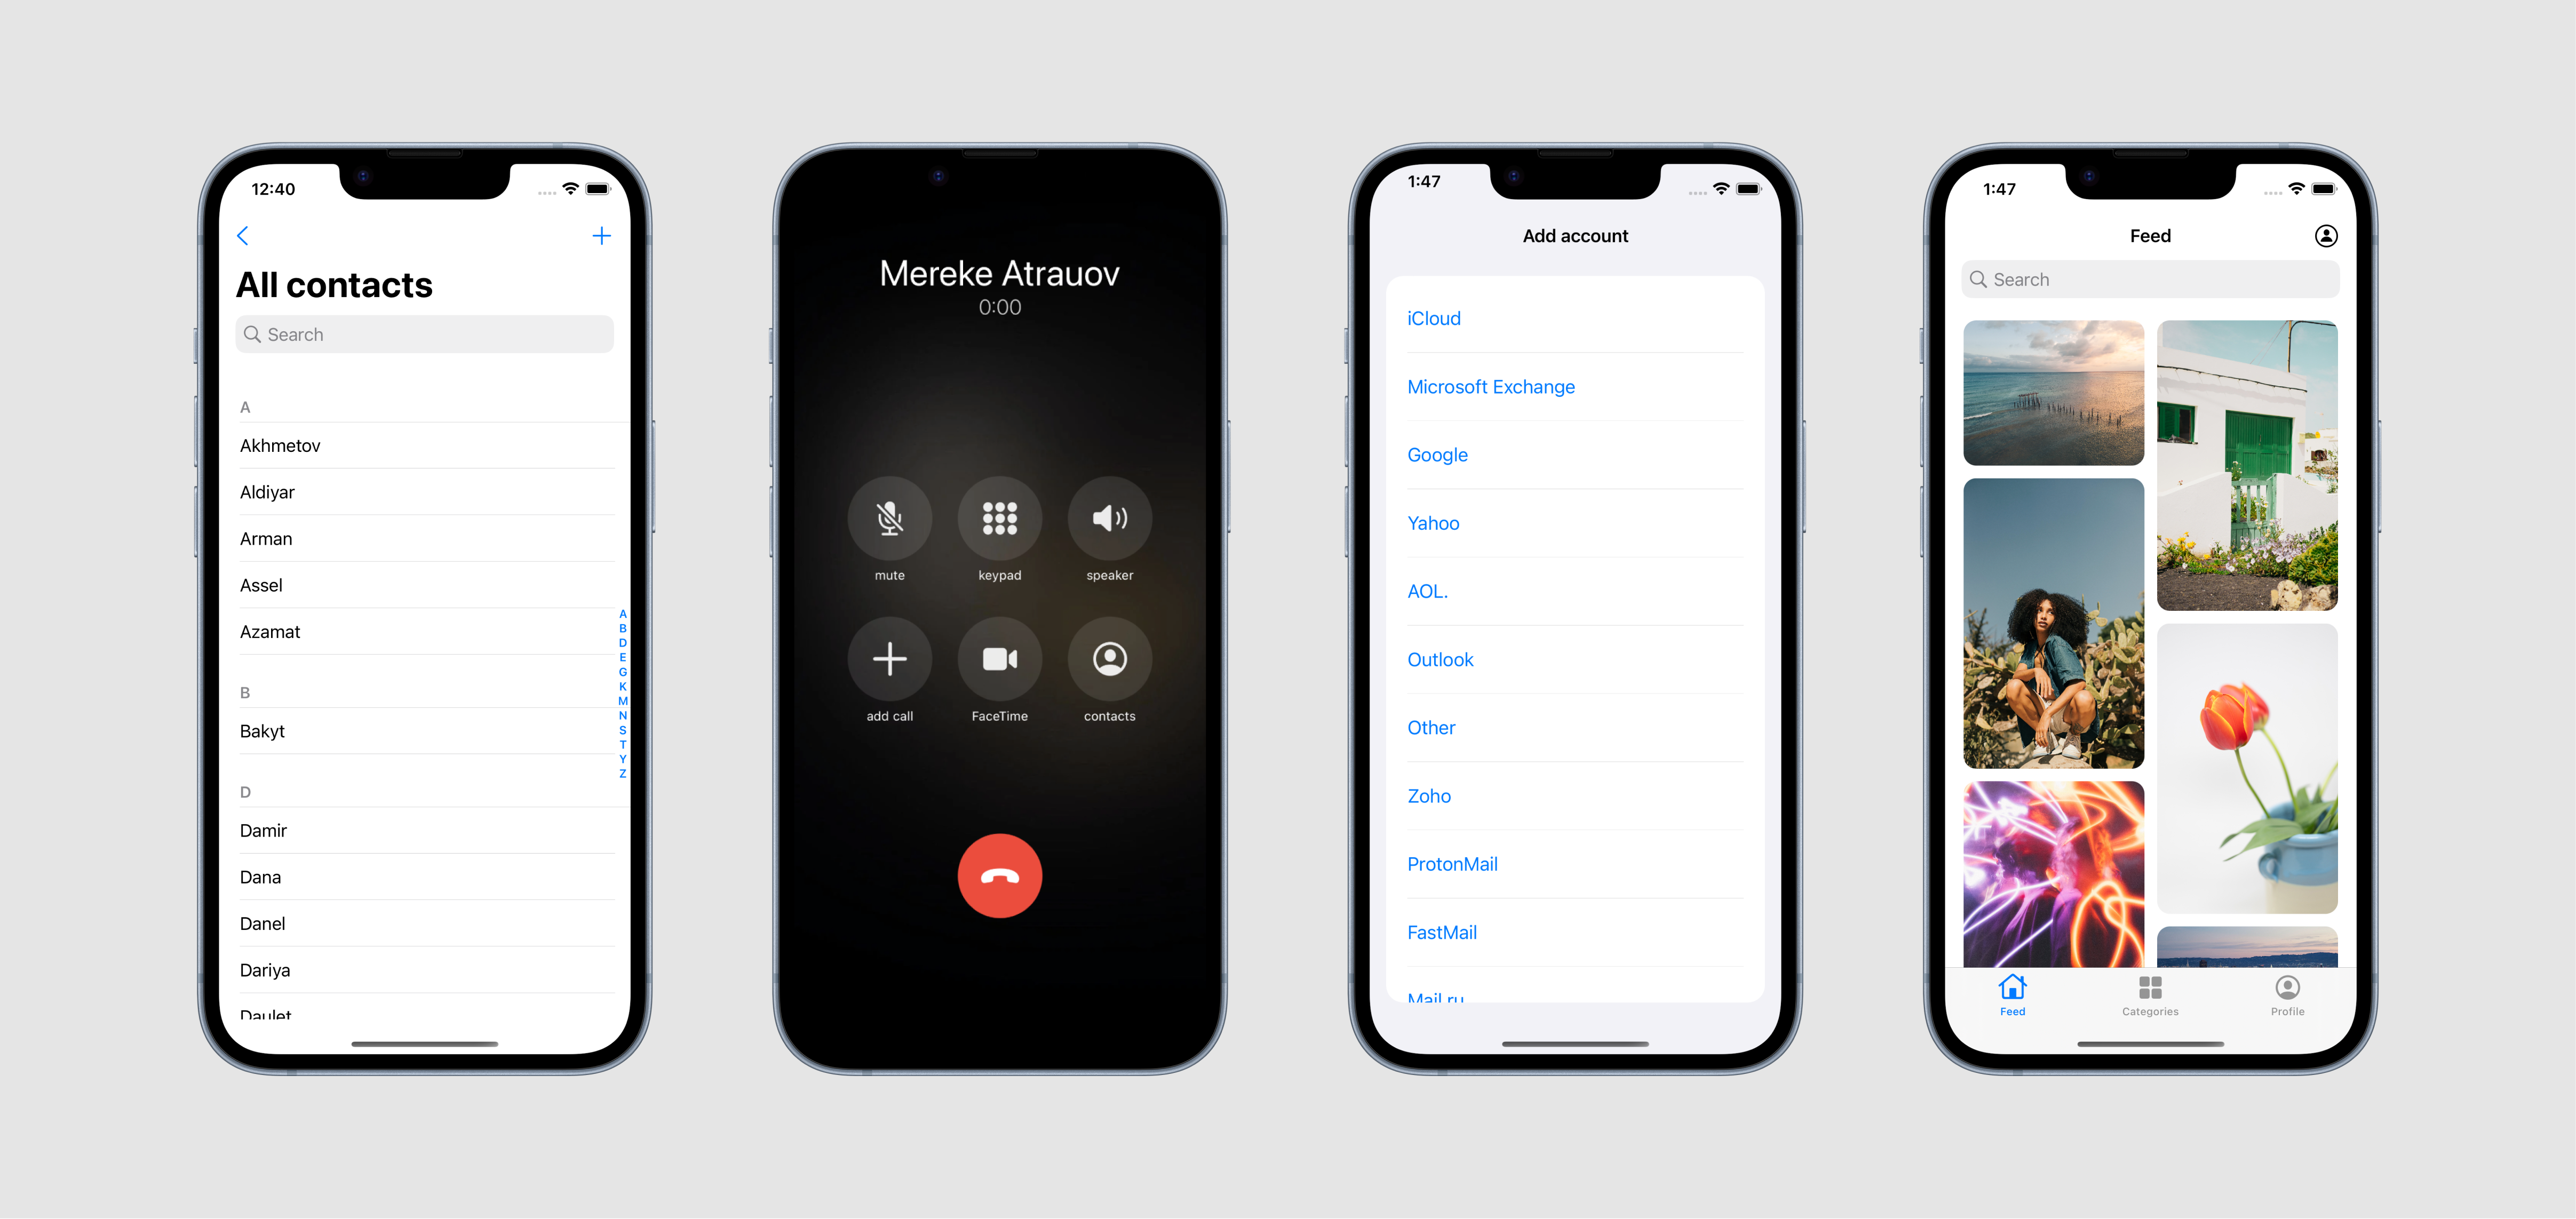 12:40
All contacts
Search
A
Akhmetov
Aldiyar
Arman
Assel
Azamat
B
Bakyt
D
Damir
Dana
Danel
Dariya
Daulet
A
B
D
E
G
K
M
N
S
T
Y
Z
Mereke Atrauov
0:00
mute keypad speaker
add call FaceTime contacts
1:47
Add account
iCloud
Microsoft Exchange
Google
Yahoo
AOL.
Outlook
Other
Zoho
ProtonMail
FastMail
Mail.ru
1:47
Feed
Search
Feed Categories Profile